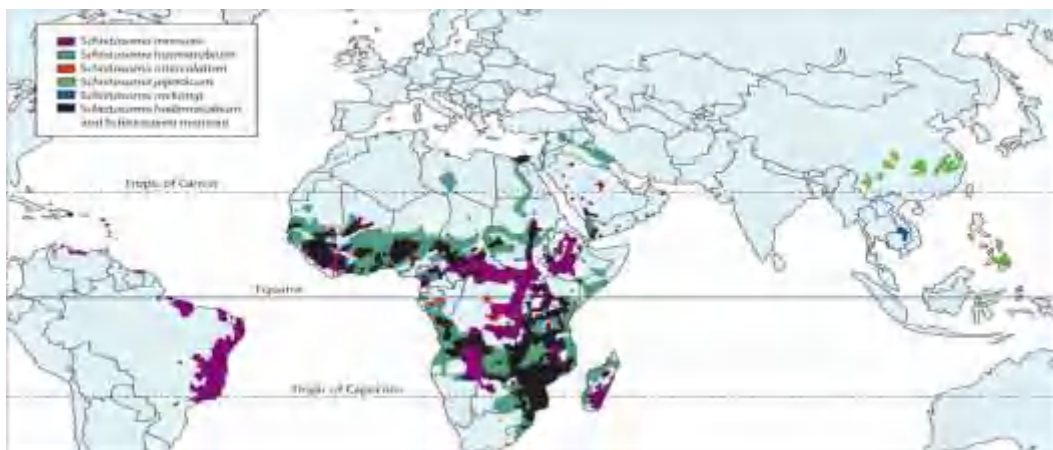 Schistosoma mansoni
Schistosoma haematobium
Schistosoma intercalatum
Schistosoma japonicum
Schistosoma mekongi
Schistosoma haematobium
and Schistosoma mansoni
Tropic of Cancer
Equator
Tropic of Capricorn